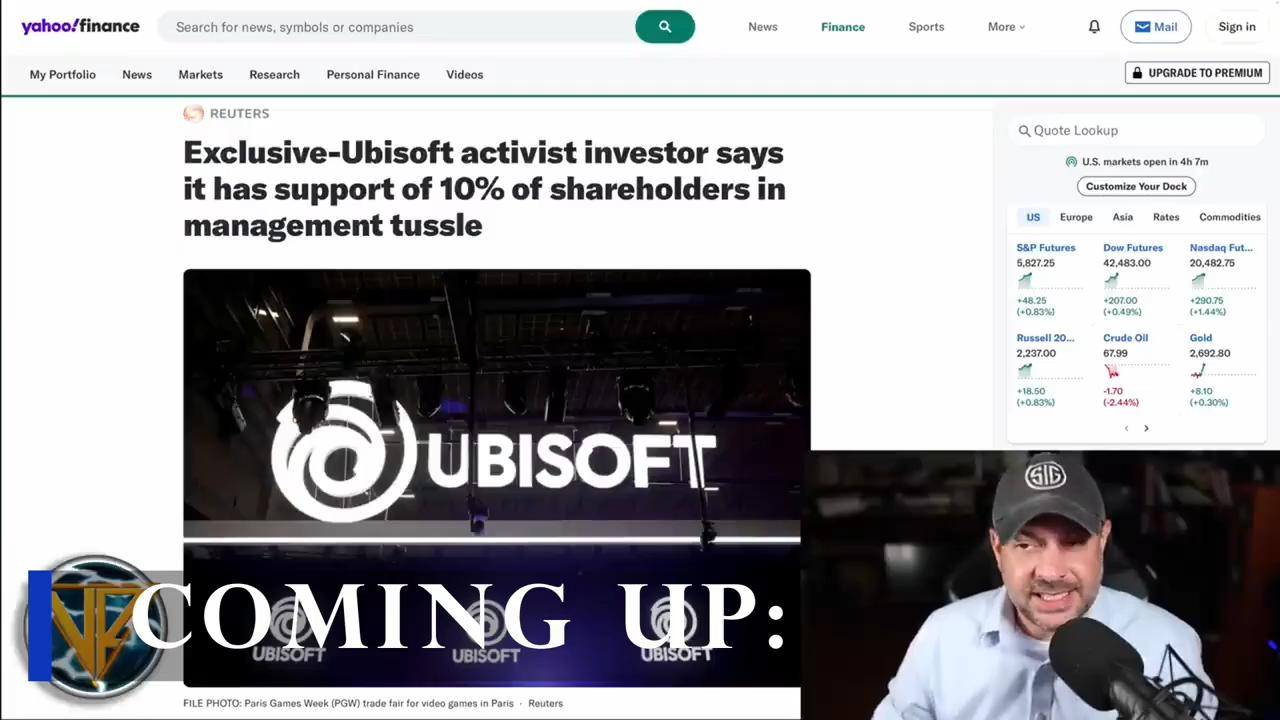 yahoo!finance
Search for news, symbols or companies
News
Finance
Sports
More
Mail
Sign in
My Portfolio
News
Markets
Research
Personal Finance
Videos
UPGRADE TO PREMIUM
REUTERS
Exclusive-Ubisoft activist investor says
it has support of 10% of shareholders in
management tussle
Quote Lookup
U.S. markets open in 4h 7m
Customize Your Dock
US
Europe
Asia
Rates
Commodities
S&P Futures
5,827.25
+48.25
(+0.83%)
Dow Futures
42,483.00
+207.00
(+0.49%)
Nasdaq Fut...
20,482.75
+290.75
(+1.44%)
Russell 20...
2,237.00
+18.50
(+0.83%)
Crude Oil
67.99
-1.70
(-2.44%)
Gold
2,692.80
+8.10
(+0.30%)
UBISOFT
SIG
COMING UP:
UBISOFT
UBISOFT
UBISOFT
FILE PHOTO: Paris Games Week (PGW) trade fair for video games in Paris · Reuters